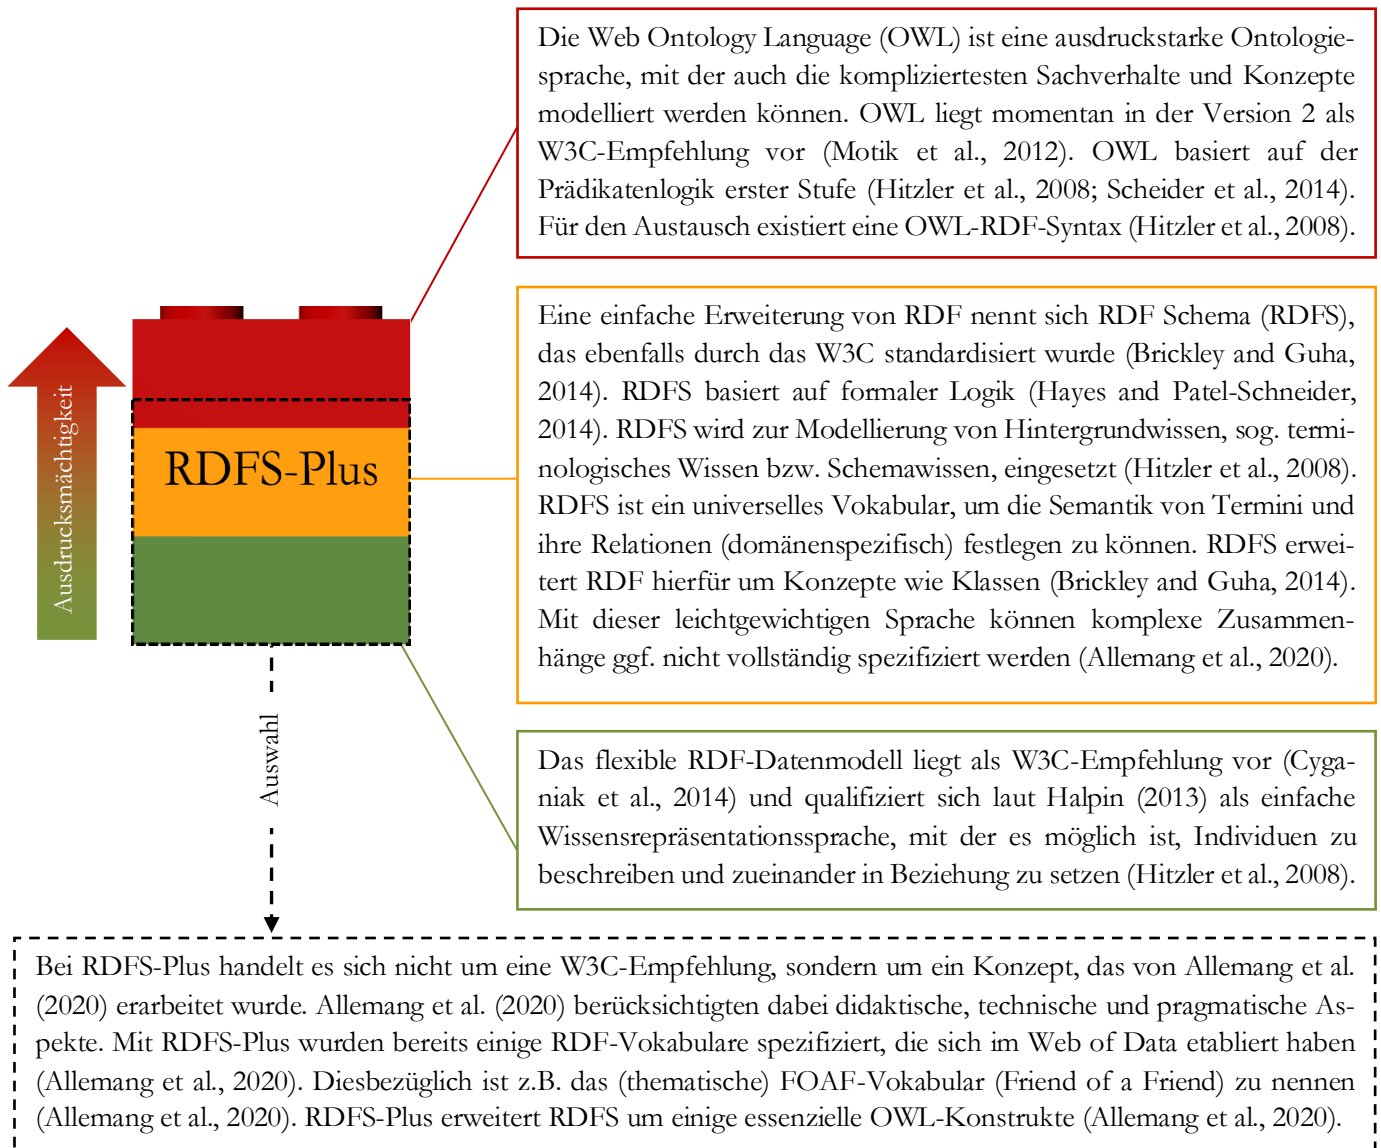 Die Web Ontology Language (OWL) ist eine ausdruckstarke Ontologie-
sprache, mit der auch die kompliziertesten Sachverhalte und Konzepte
modelliert werden können. OWL liegt momentan in der Version 2 als
W3C-Empfehlung vor (Motik et al., 2012). OWL basiert auf der
Prädikatenlogik erster Stufe (Hitzler et al., 2008; Scheider et al., 2014).
Für den Austausch existiert eine OWL-RDF-Syntax (Hitzler et al., 2008).
Ausdrucksmächtigkeit
RDFS-Plus
Eine einfache Erweiterung von RDF nennt sich RDF Schema (RDFS),
das ebenfalls durch das W3C standardisiert wurde (Brickley and Guha,
2014). RDFS basiert auf formaler Logik (Hayes and Patel-Schneider,
2014). RDFS wird zur Modellierung von Hintergrundwissen, sog. termi-
nologisches Wissen bzw. Schemawissen, eingesetzt (Hitzler et al., 2008).
RDFS ist ein universelles Vokabular, um die Semantik von Termini und
ihre Relationen (domänenspezifisch) festlegen zu können. RDFS erwei-
tert RDF hierfür um Konzepte wie Klassen (Brickley and Guha, 2014).
Mit dieser leichtgewichtigen Sprache können komplexe Zusammen-
hänge ggf. nicht vollständig spezifiziert werden (Allemang et al., 2020).
Auswahl
Das flexible RDF-Datenmodell liegt als W3C-Empfehlung vor (Cyga-
niak et al., 2014) und qualifiziert sich laut Halpin (2013) als einfache
Wissensrepräsentationssprache, mit der es möglich ist, Individuen zu
beschreiben und zueinander in Beziehung zu setzen (Hitzler et al., 2008).
Bei RDFS-Plus handelt es sich nicht um eine W3C-Empfehlung, sondern um ein Konzept, das von Allemang et al.
(2020) erarbeitet wurde. Allemang et al. (2020) berücksichtigten dabei didaktische, technische und pragmatische As-
pekte. Mit RDFS-Plus wurden bereits einige RDF-Vokabulare spezifiziert, die sich im Web of Data etabliert haben
(Allemang et al., 2020). Diesbezüglich ist z.B. das (thematische) FOAF-Vokabular (Friend of a Friend) zu nennen
(Allemang et al., 2020). RDFS-Plus erweitert RDFS um einige essenzielle OWL-Konstrukte (Allemang et al., 2020).